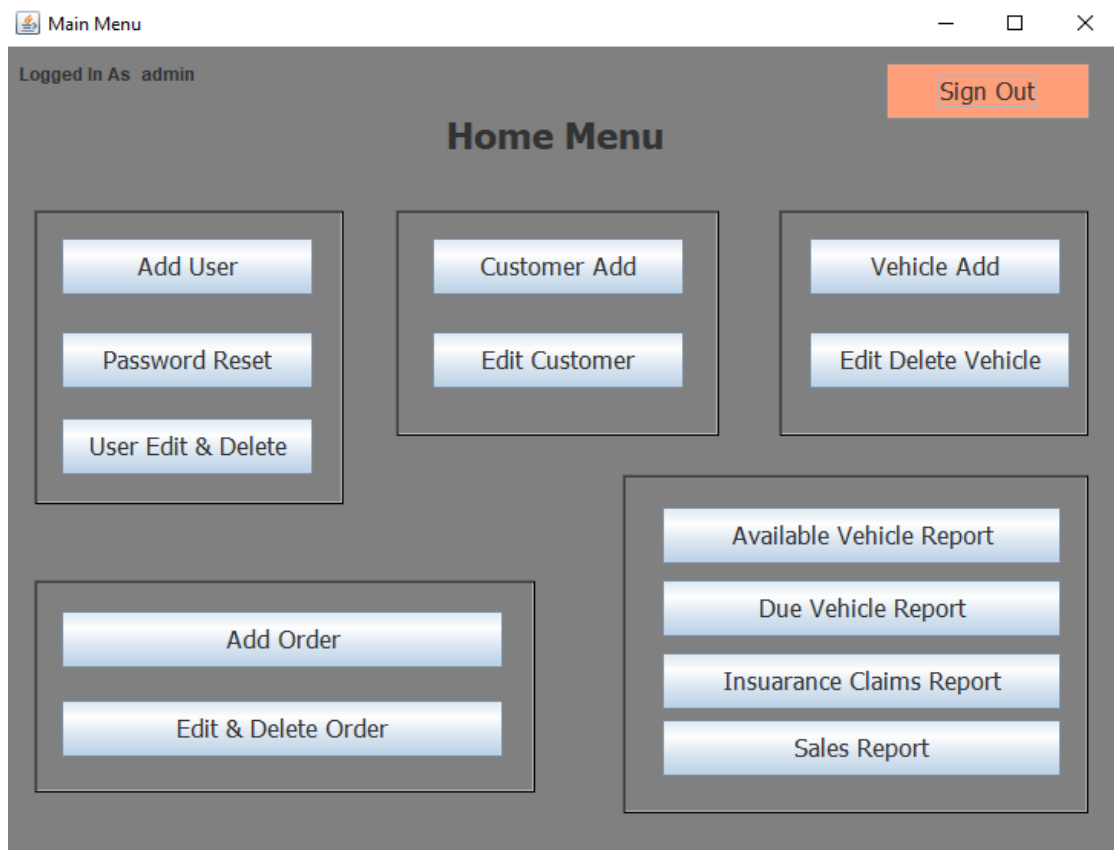 Main Menu
Logged In As admin
Sign Out
Home Menu
Add User
Password Reset
User Edit & Delete
Customer Add
Edit Customer
Vehicle Add
Edit Delete Vehicle
Add Order
Edit & Delete Order
Available Vehicle Report
Due Vehicle Report
Insuarance Claims Report
Sales Report